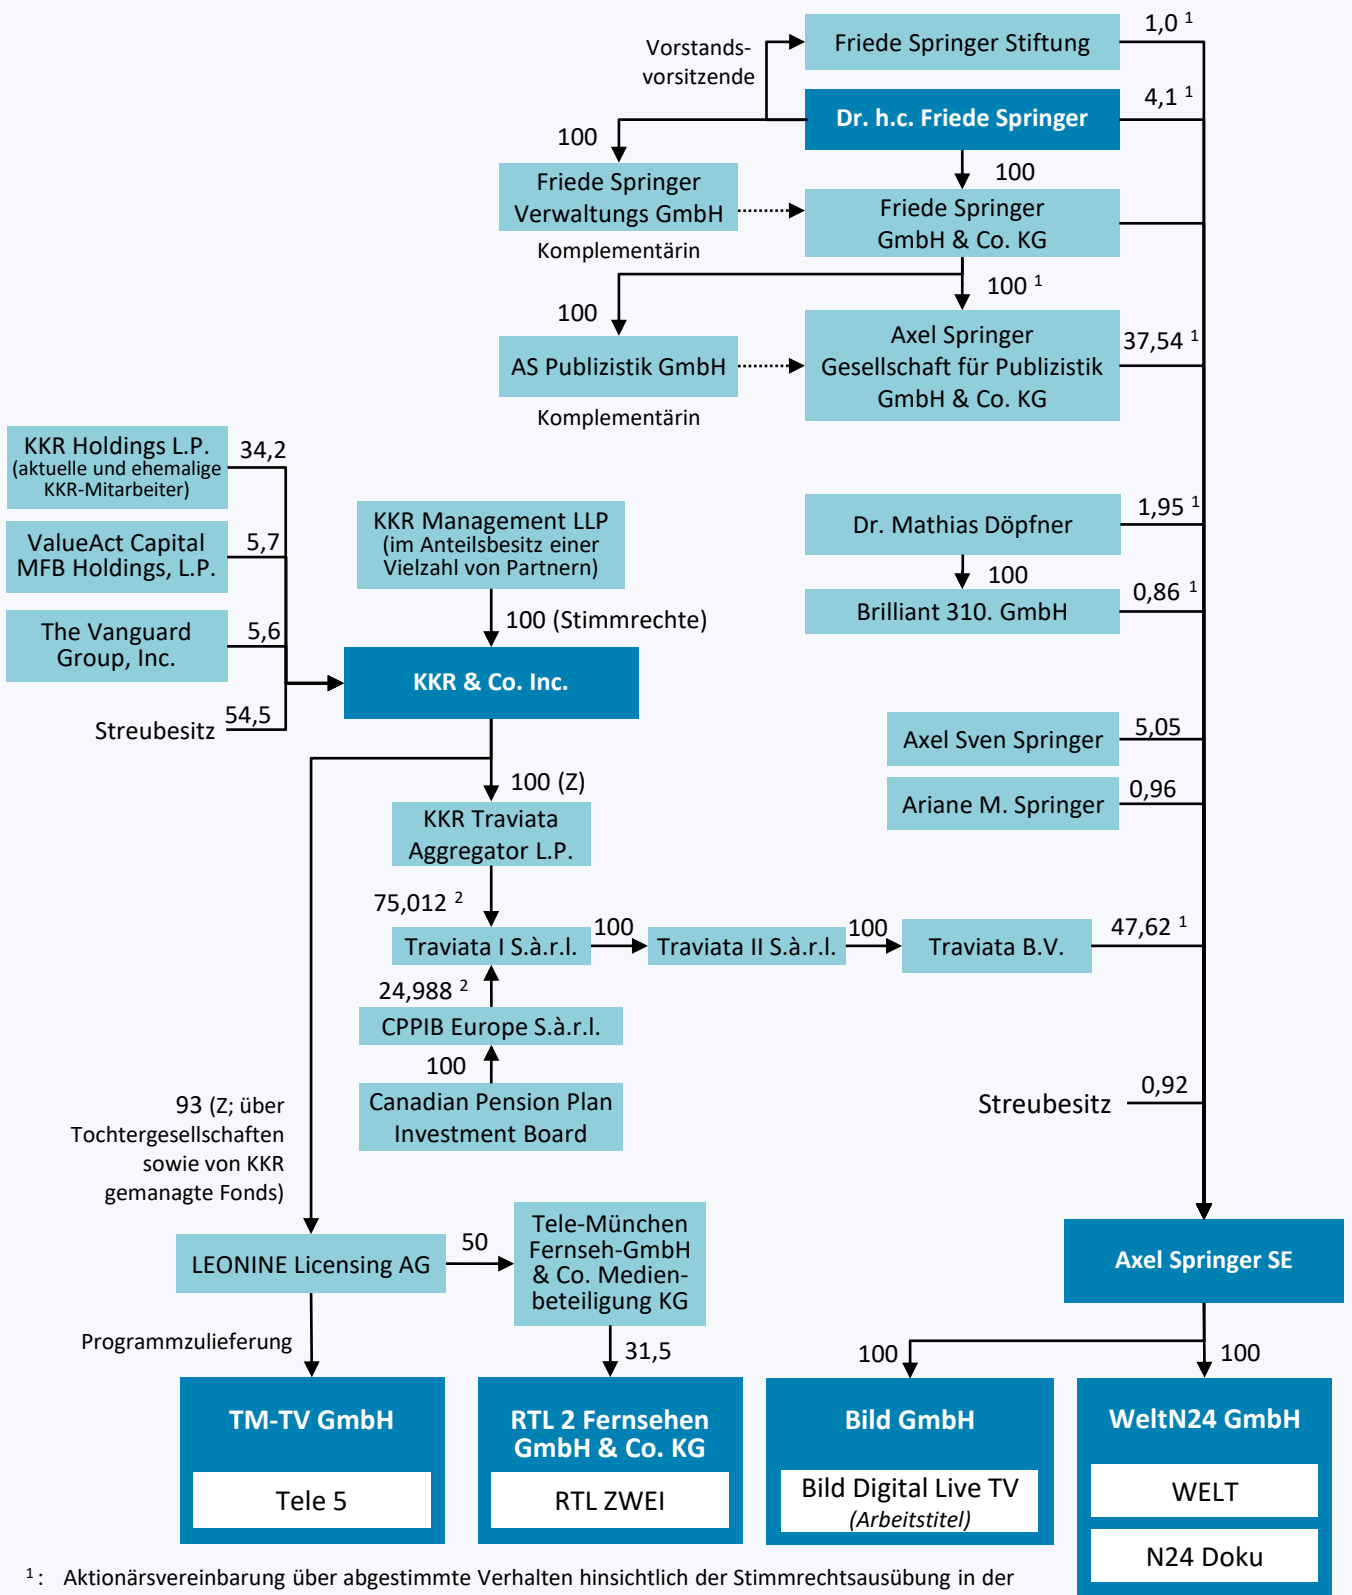 Vorstands-
vorsitzende
Friede Springer Stiftung
1,0 ¹
Dr. h.c. Friede Springer
4,1 ¹
100
100
Friede Springer
Verwaltungs GmbH
Komplementärin
Friede Springer
GmbH & Co. KG
100
100 ¹
AS Publizistik GmbH
Komplementärin
Axel Springer
Gesellschaft für Publizistik
GmbH & Co. KG
37,54 ¹
KKR Holdings L.P.
(aktuelle und ehemalige
KKR-Mitarbeiter)
34,2
ValueAct Capital
MFB Holdings, L.P.
5,7
The Vanguard
Group, Inc.
5,6
Streubesitz
54,5
KKR Management LLP
(im Anteilsbesitz einer
Vielzahl von Partnern)
100 (Stimmrechte)
KKR & Co. Inc.
Dr. Mathias Döpfner
1,95 ¹
100
Brilliant 310. GmbH
0,86 ¹
Axel Sven Springer
5,05
Ariane M. Springer
0,96
100 (Z)
KKR Traviata
Aggregator L.P.
75,012 ²
Traviata I S.à.r.l.
100
Traviata II S.à.r.l.
100
Traviata B.V.
47,62 ¹
24,988 ²
CPPIB Europe S.à.r.l.
100
Canadian Pension Plan
Investment Board
Streubesitz
0,92
93 (Z; über
Tochtergesellschaften
sowie von KKR
gemanagte Fonds)
LEONINE Licensing AG
50
Tele-München
Fernseh-GmbH
& Co. Medien-
beteiligung KG
Axel Springer SE
Programmzulieferung
31,5
100
100
TM-TV GmbH
Tele 5
RTL 2 Fernsehen
GmbH & Co. KG
RTL ZWEI
Bild GmbH
Bild Digital Live TV
(Arbeitstitel)
WeltN24 GmbH
WELT
N24 Doku
¹ : Aktionärsvereinbarung über abgestimmte Verhalten hinsichtlich der Stimmrechtsausübung in der